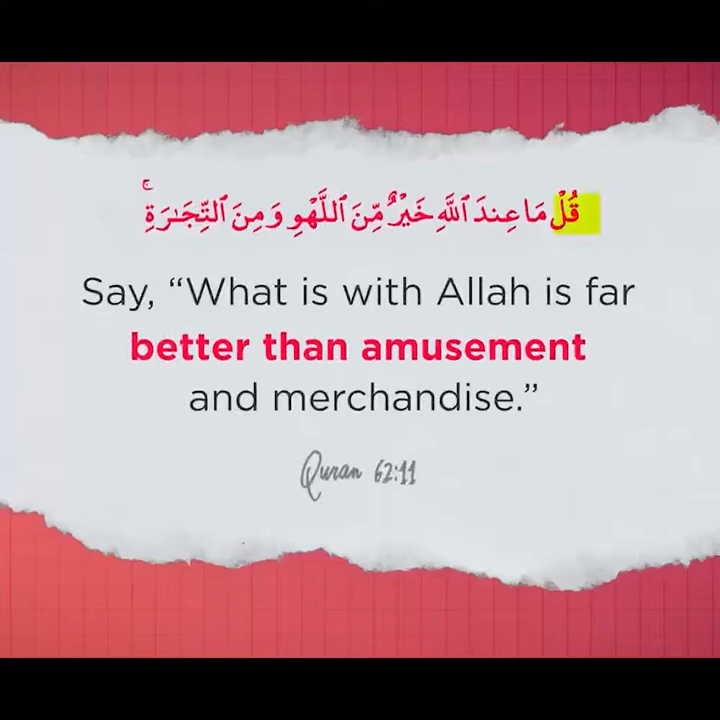 قُلْ مَا عِندَ ٱللَّهِ خَيْرٌ مِّنَ ٱللَّهْوِ وَمِنَ ٱلتِّجَـٰرَةِ ۚ
Say, “What is with Allah is far
better than amusement
and merchandise.”
Quran 62:11